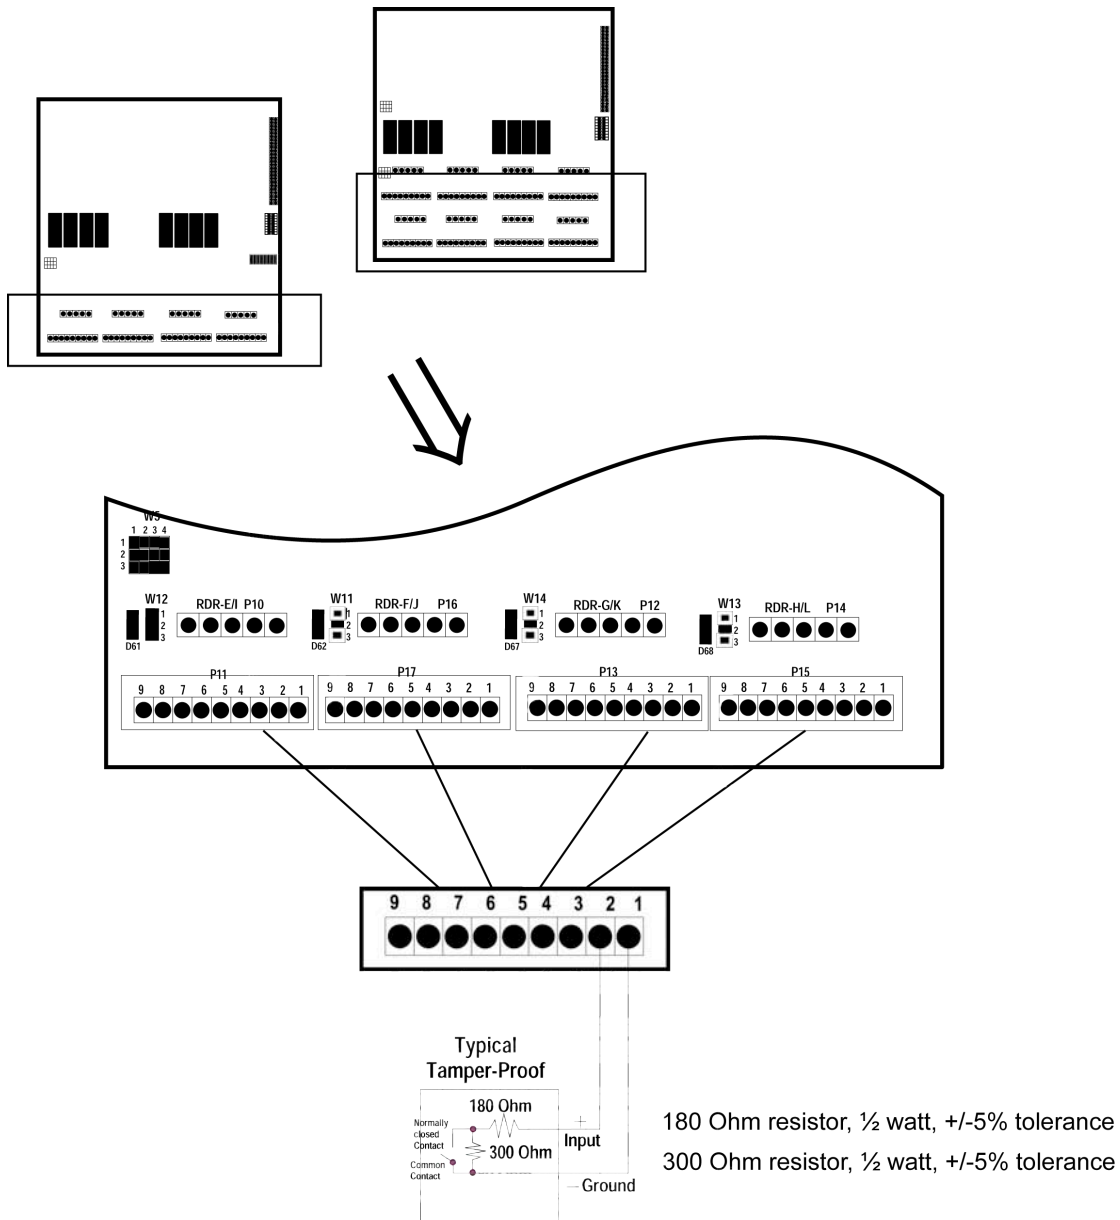 W5
1 2 3 4
1
2
3
W12
1
2
3
D61
RDR-E/I P10
W11
1
2
3
D62
RDR-F/J P16
W14
1
2
3
D67
RDR-G/K P12
W13
1
2
3
D68
RDR-H/L P14
P11
9 8 7 6 5 4 3 2 1
P17
9 8 7 6 5 4 3 2 1
P13
9 8 7 6 5 4 3 2 1
P15
9 8 7 6 5 4 3 2 1
9 8 7 6 5 4 3 2 1
Typical
Tamper-Proof
180 Ohm
Normally
closed
Contact
300 Ohm
Common
Contact
+
Input
— Ground
180 Ohm resistor, ½ watt, +/-5% tolerance
300 Ohm resistor, ½ watt, +/-5% tolerance